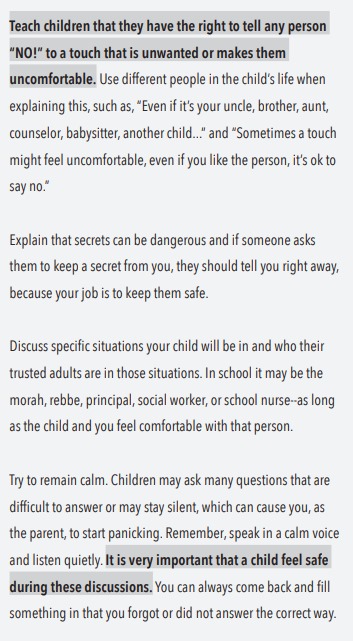 Teach children that they have the right to tell any person
“NO!” to a touch that is unwanted or makes them
uncomfortable. Use different people in the child’s life when
explaining this, such as, “Even if it’s your uncle, brother, aunt,
counselor, babysitter, another child...” and “Sometimes a touch
might feel uncomfortable, even if you like the person, it’s ok to
say no.”
Explain that secrets can be dangerous and if someone asks
them to keep a secret from you, they should tell you right away,
because your job is to keep them safe.
Discuss specific situations your child will be in and who their
trusted adults are in those situations. In school it may be the
morah, rebbe, principal, social worker, or school nurse--as long
as the child and you feel comfortable with that person.
Try to remain calm. Children may ask many questions that are
difficult to answer or may stay silent, which can cause you, as
the parent, to start panicking. Remember, speak in a calm voice
and listen quietly. It is very important that a child feel safe
during these discussions. You can always come back and fill
something in that you forgot or did not answer the correct way.